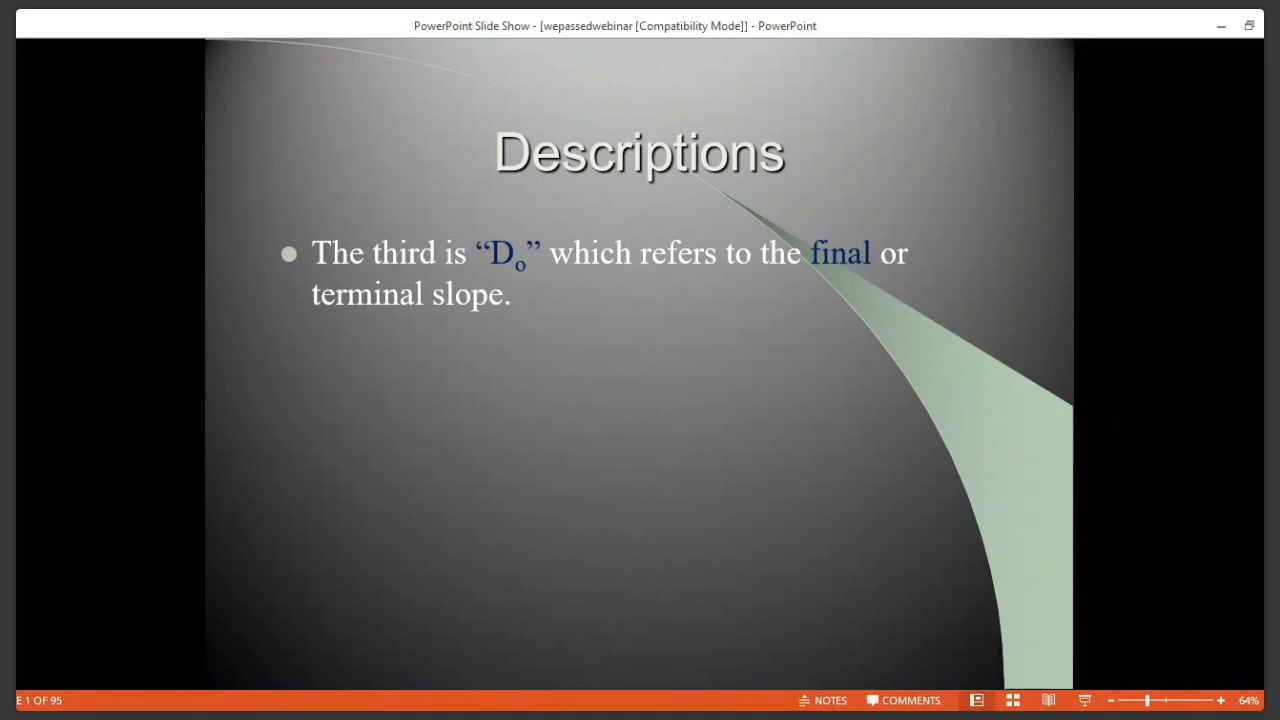 PowerPoint Slide Show - [wepassedwebinar [Compatibility Mode]] - PowerPoint
Descriptions
The third is “Do” which refers to the final or
terminal slope.
E 1 OF 95 NOTES COMMENTS 64%